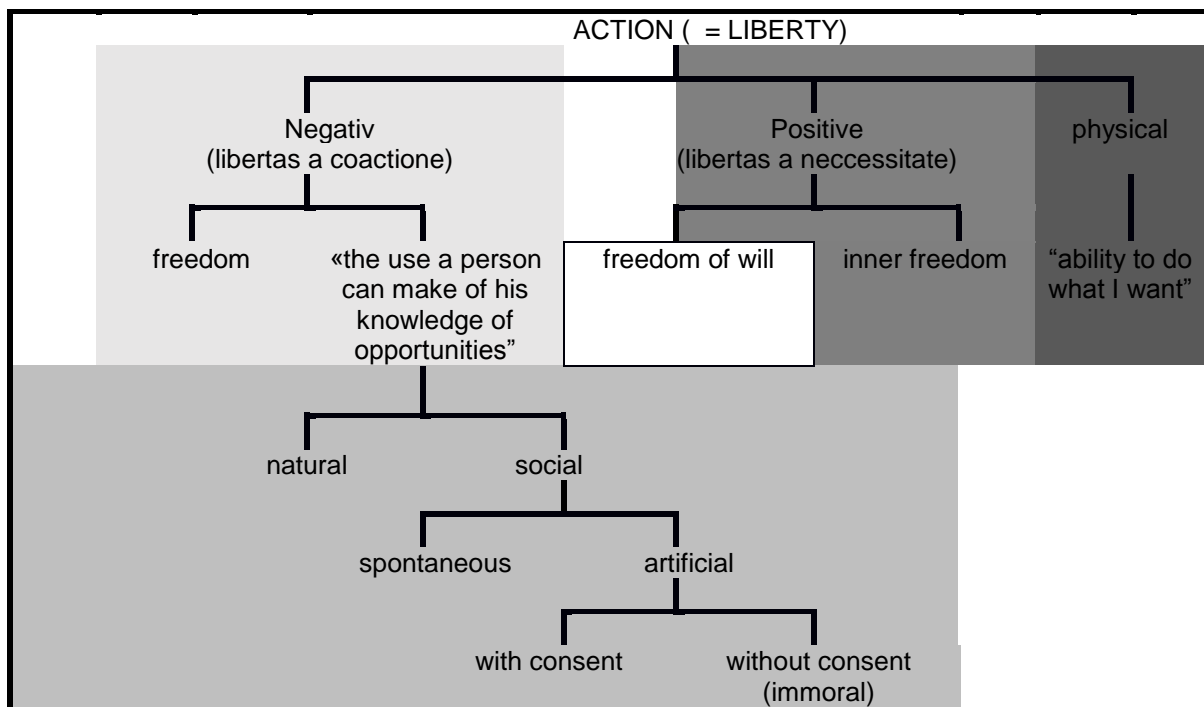 ACTION ( = LIBERTY)
Negativ
(libertas a coactione)
Positive
(libertas a neccessitate)
physical
freedom
«the use a person
can make of his
knowledge of
opportunities”
freedom of will
inner freedom
“ability to do
what I want”
natural
social
spontaneous
artificial
with consent
without consent
(immoral)